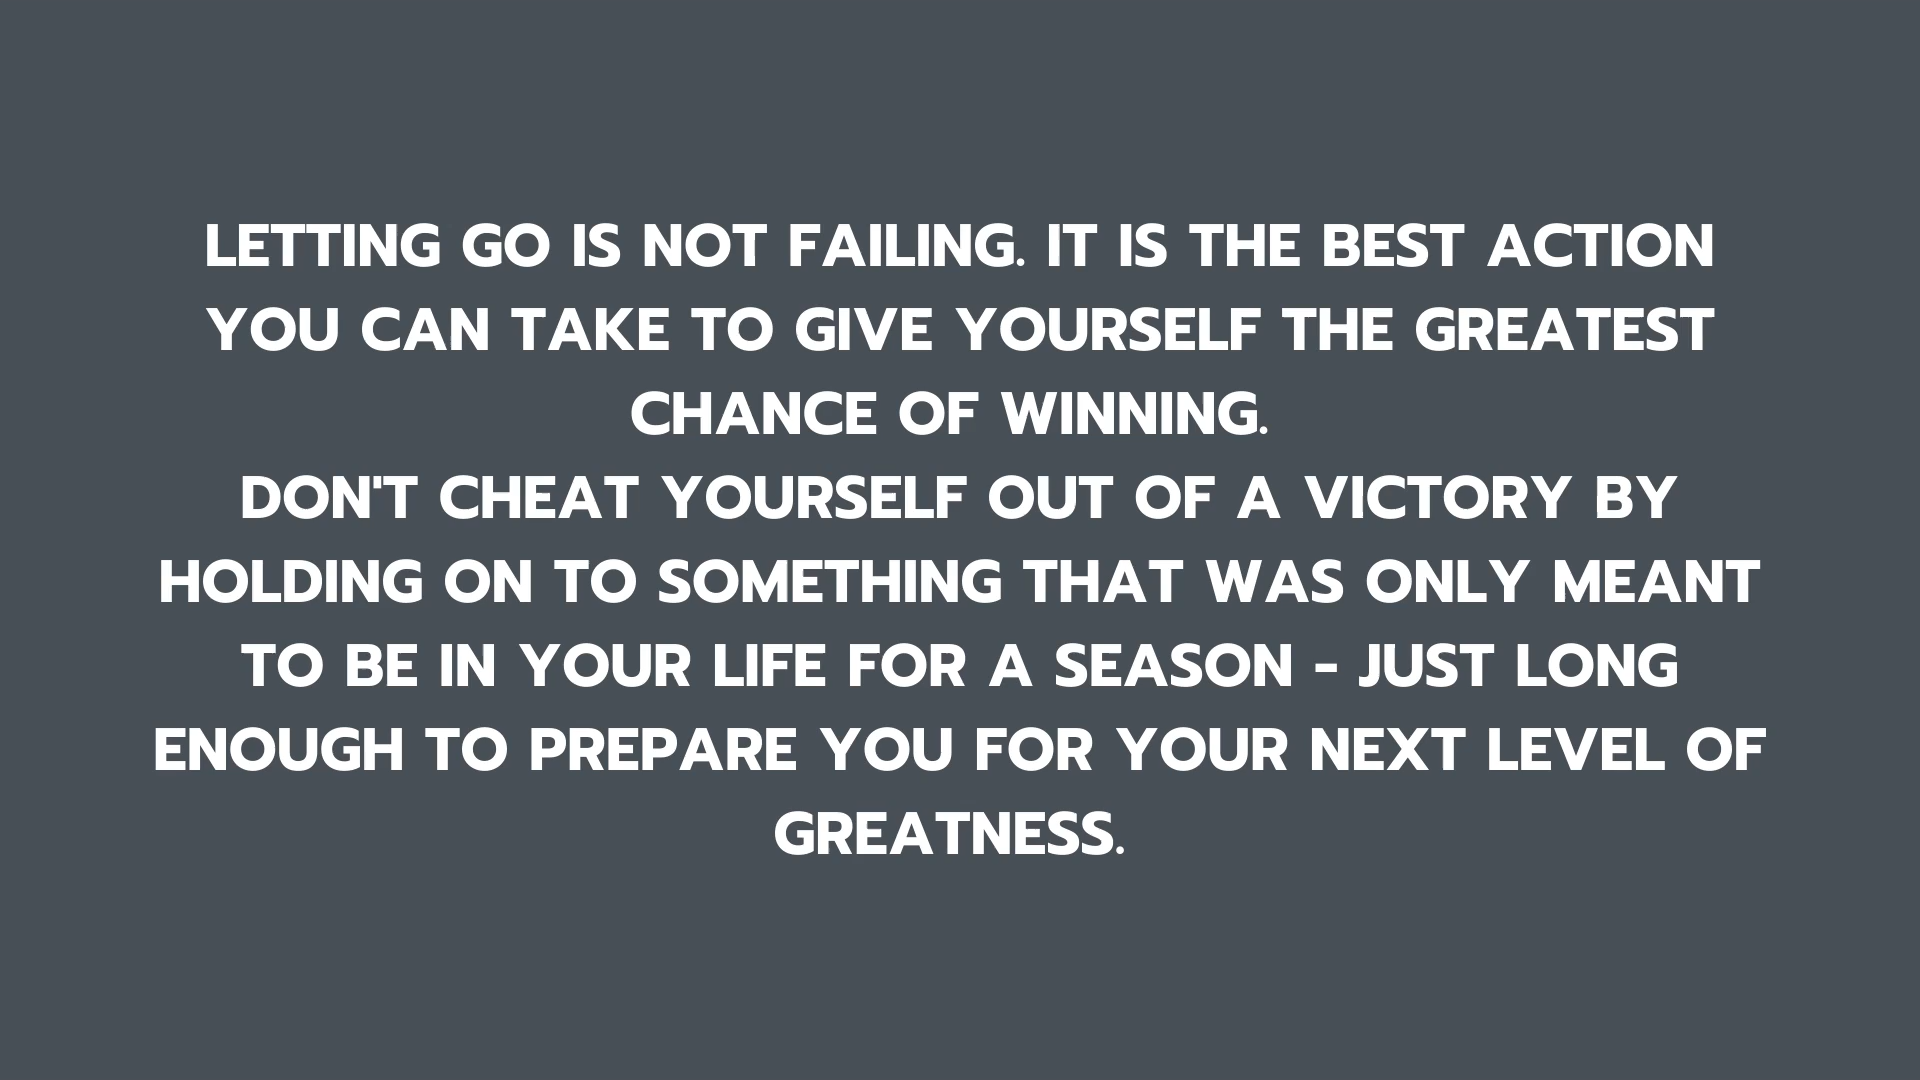 LETTING GO IS NOT FAILING. IT IS THE BEST ACTION
YOU CAN TAKE TO GIVE YOURSELF THE GREATEST
CHANCE OF WINNING.
DON'T CHEAT YOURSELF OUT OF A VICTORY BY
HOLDING ON TO SOMETHING THAT WAS ONLY MEANT
TO BE IN YOUR LIFE FOR A SEASON - JUST LONG
ENOUGH TO PREPARE YOU FOR YOUR NEXT LEVEL OF
GREATNESS.